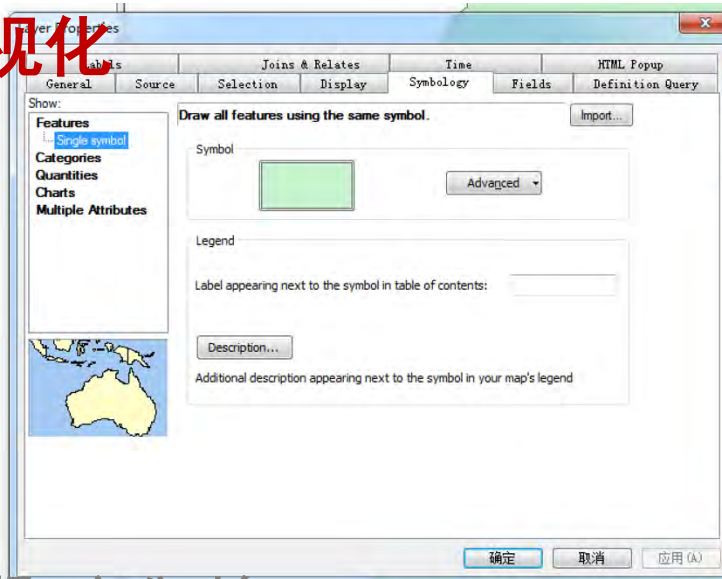 Layer Properties
视化
Labels Joins & Relates Time HTML Popup
General Source Selection Display Symbology Fields Definition Query
Show:
Features
Single symbol
Categories
Quantities
Charts
Multiple Attributes
Draw all features using the same symbol.
Import...
Symbol
Advanced
Legend
Label appearing next to the symbol in table of contents:
Description...
Additional description appearing next to the symbol in your map's legend
确定 取消 应用(A)